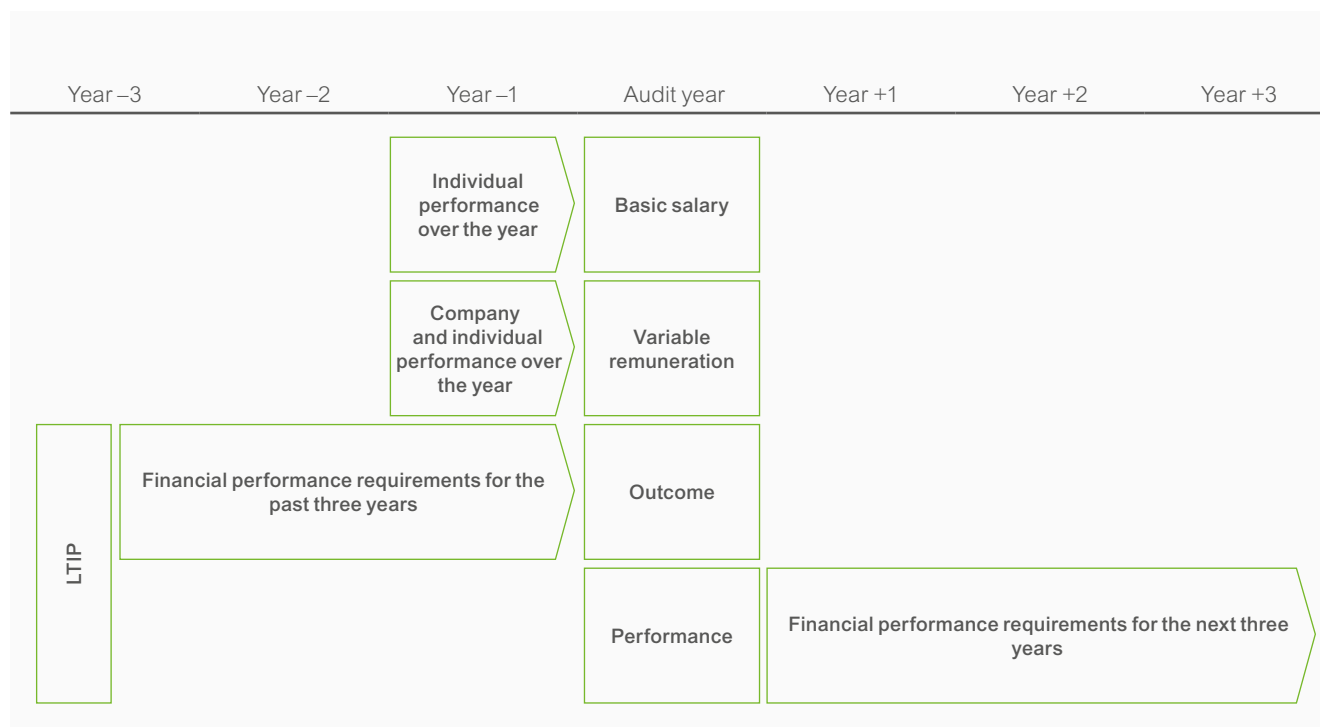 Year –3 Year –2 Year –1 Audit year Year +1 Year +2 Year +3
Individual
performance
over the year
Basic salary
Company
and individual
performance over
the year
Variable
remuneration
LTIP
Financial performance requirements for the
past three years
Outcome
Performance
Financial performance requirements for the next three
years